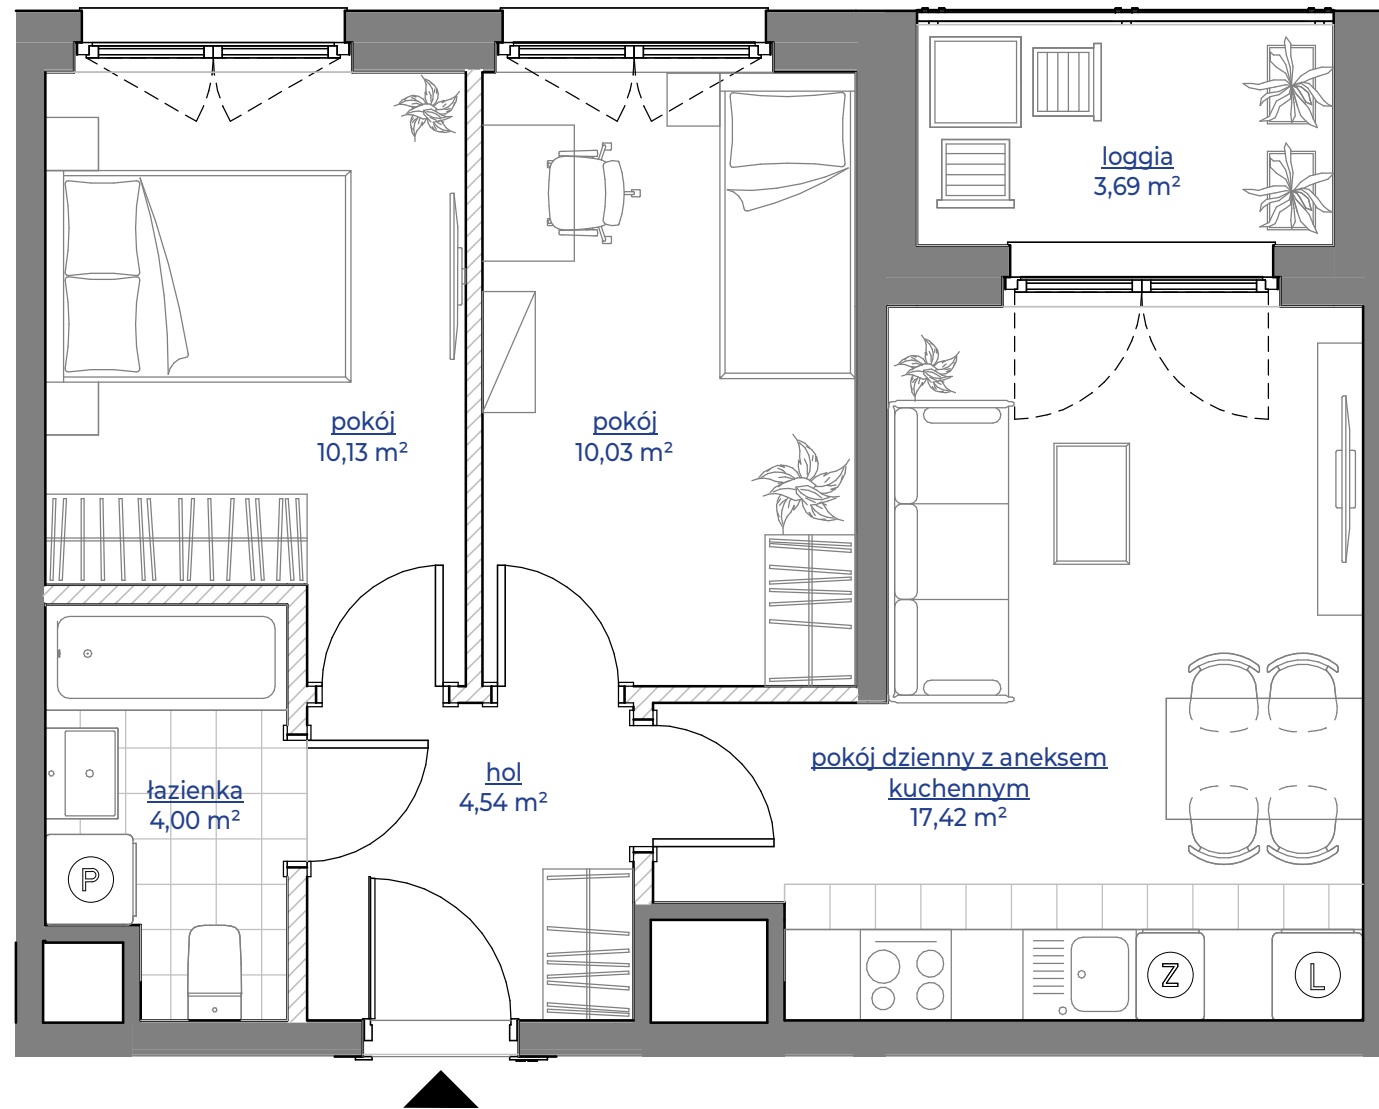 loggia
3,69 m²
pokój
10,13 m²
pokój
10,03 m²
pokój dzienny z aneksem
kuchennym
17,42 m²
hol
4,54 m²
łazienka
4,00 m²
P
Z
L